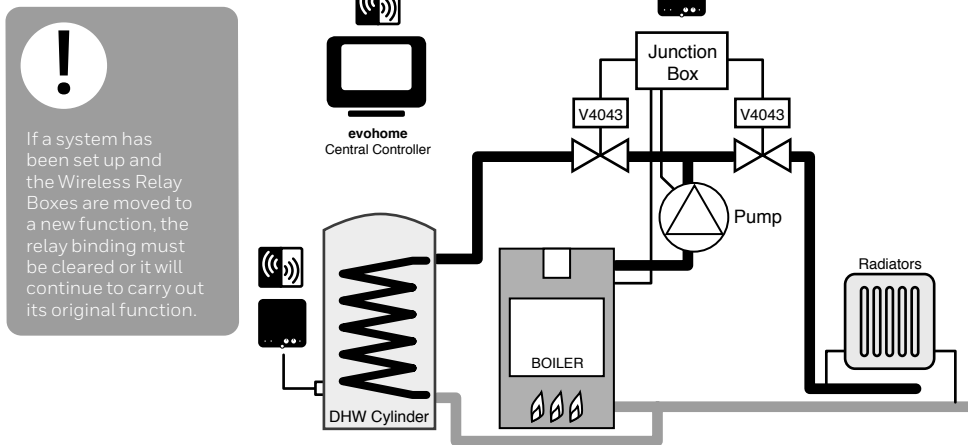 !
If a system has
been set up and
the Wireless Relay
Boxes are moved to
a new function, the
relay binding must
be cleared or it will
continue to carry out
its original function.
evohome
Central Controller
Junction
Box
V4043
V4043
Pump
Radiators
BOILER
DHW Cylinder